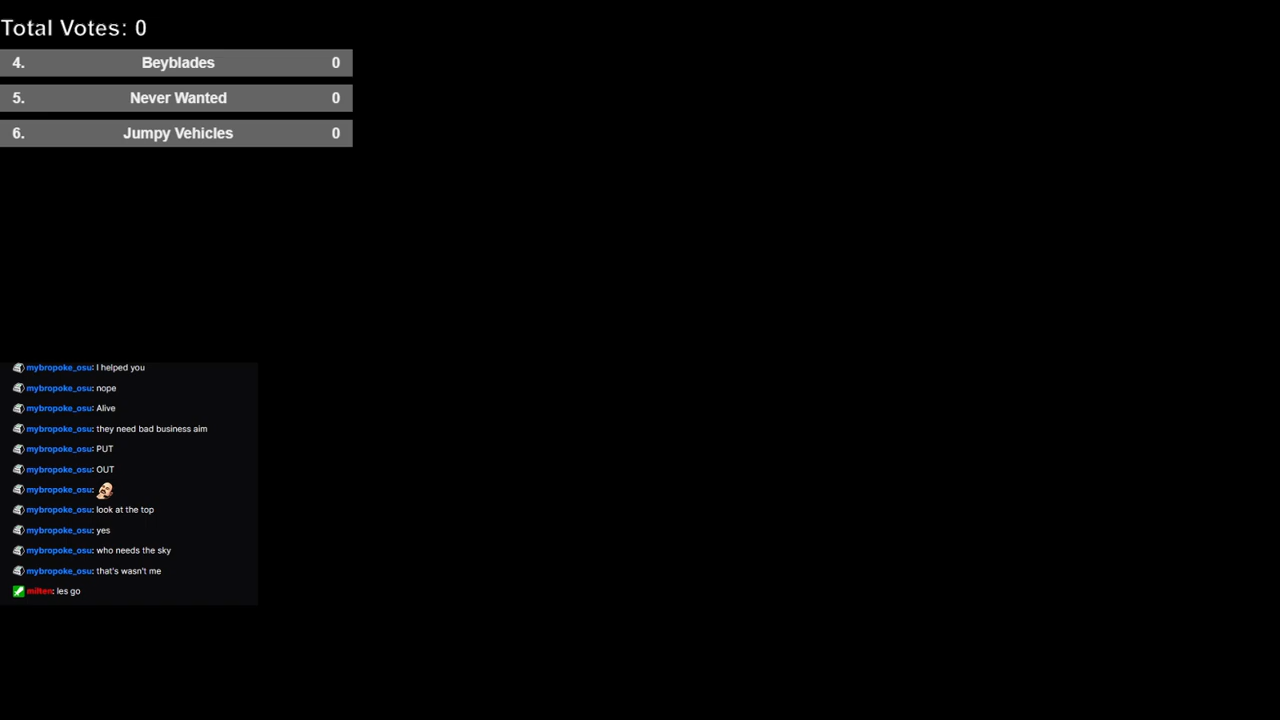 Total Votes: 0
4. Beyblades 0
5. Never Wanted 0
6. Jumpy Vehicles 0
mybropoke_osu: I helped you
mybropoke_osu: nope
mybropoke_osu: Alive
mybropoke_osu: they need bad business aim
mybropoke_osu: PUT
mybropoke_osu: OUT
mybropoke_osu:
mybropoke_osu: look at the top
mybropoke_osu: yes
mybropoke_osu: who needs the sky
mybropoke_osu: that's wasn't me
milten: les go